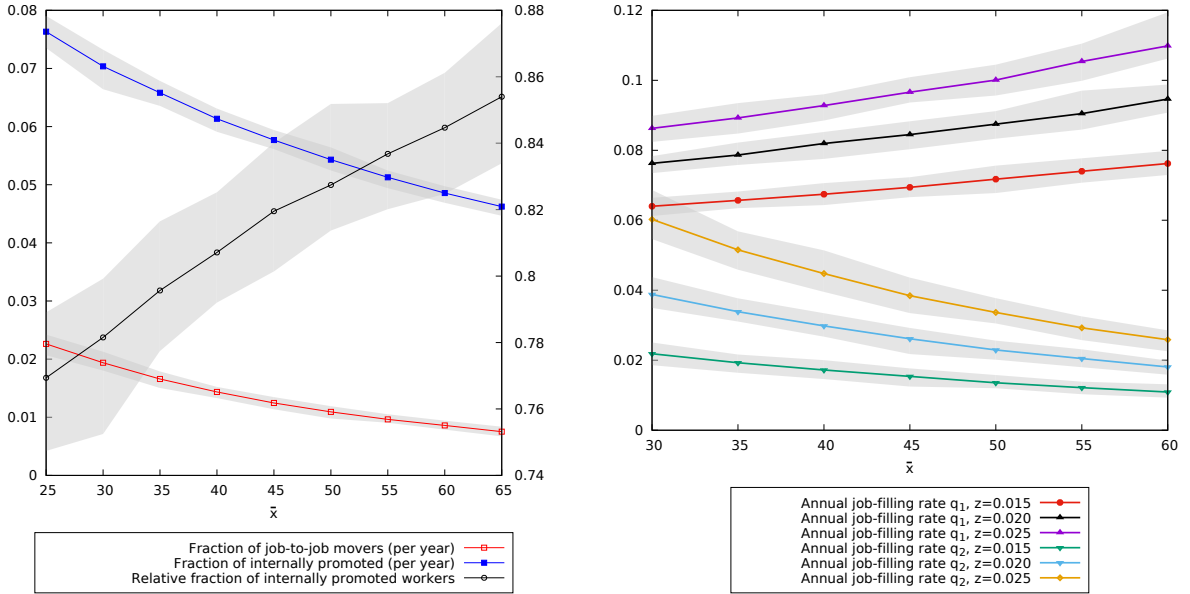 0.08
0.07
0.06
0.05
0.04
0.03
0.02
0.01
0
0.88
0.86
0.84
0.82
0.8
0.78
0.76
0.74
25 30 35 40 45 50 55 60 65
x̄
Fraction of job-to-job movers (per year)
Fraction of internally promoted (per year)
Relative fraction of internally promoted workers
0.12
0.1
0.08
0.06
0.04
0.02
0
30 35 40 45 50 55 60
x̄
Annual job-filling rate q₁, z=0.015
Annual job-filling rate q₁, z=0.020
Annual job-filling rate q₁, z=0.025
Annual job-filling rate q₂, z=0.015
Annual job-filling rate q₂, z=0.020
Annual job-filling rate q₂, z=0.025